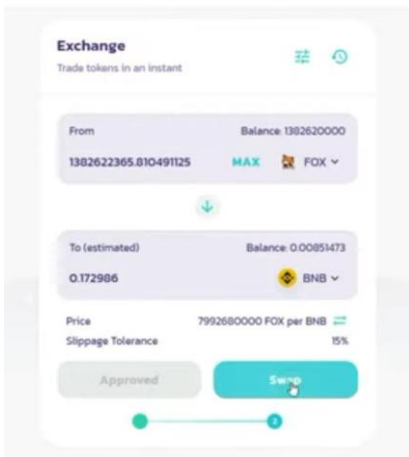 Exchange
Trade tokens in an instant
From Balance: 1382620000
1382622365.810491125 MAX FOX
To (estimated) Balance: 0.00851473
0.172986 BNB
Price 7992680000 FOX per BNB
Slippage Tolerance 15%
Approved Swap
2